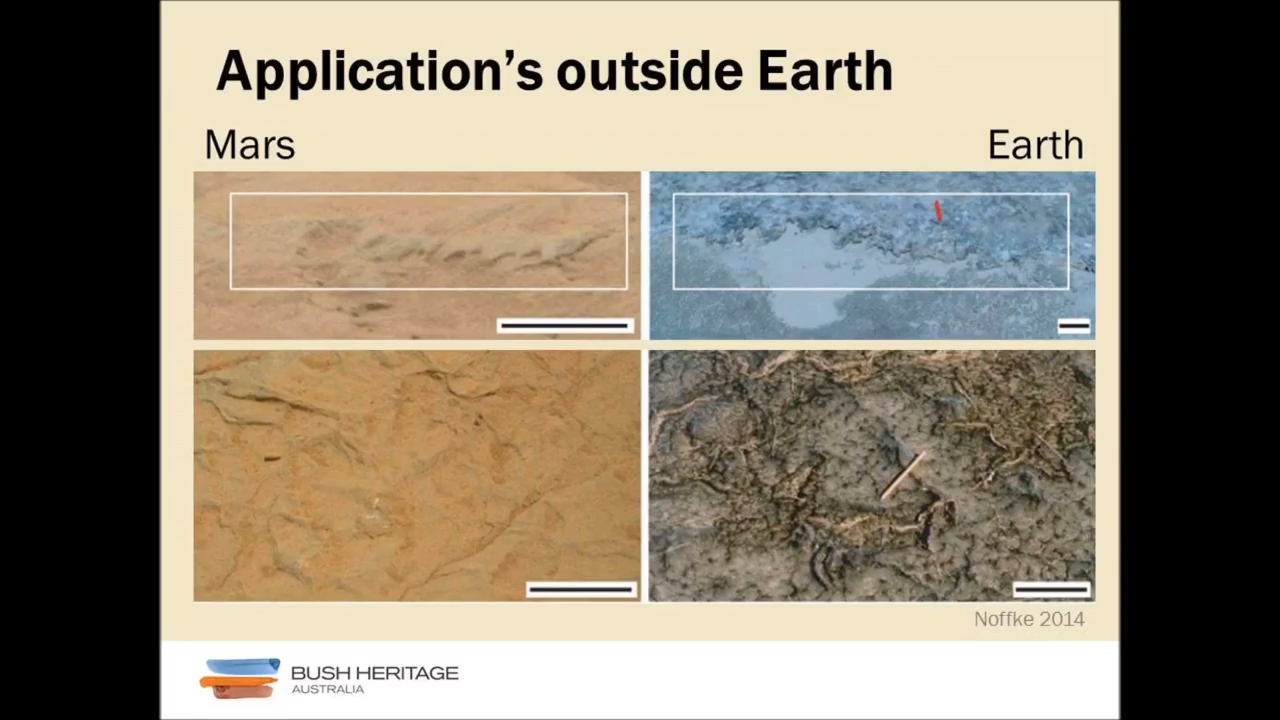 Application’s outside Earth
Mars
Earth
Noffke 2014
BUSH HERITAGE
AUSTRALIA